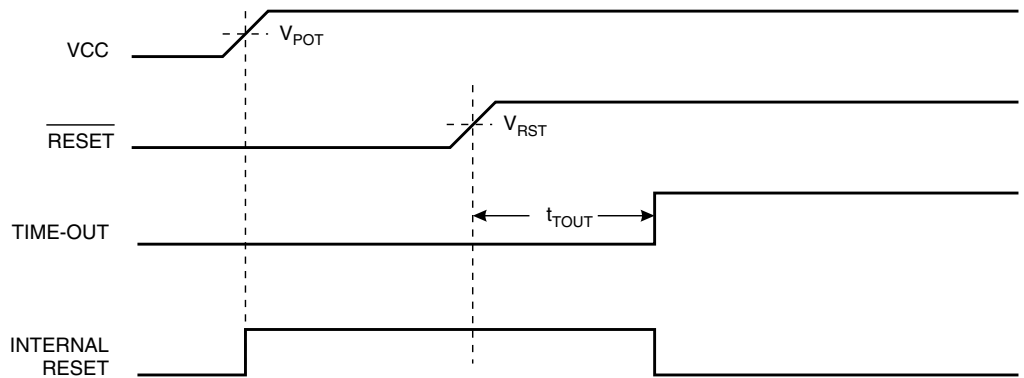 VCC
VPOT
RESET
VRST
TIME-OUT
tTOUT
INTERNAL
RESET